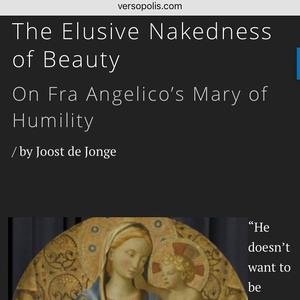 versopolis.com
The Elusive Nakedness
of Beauty
On Fra Angelico’s Mary of
Humility
/ by Joost de Jonge
“He
doesn’t
want to
be